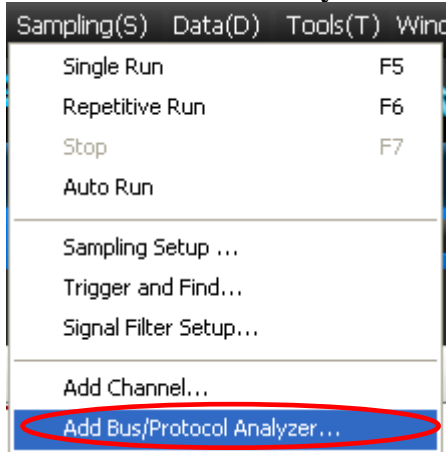 Sampling(S) Data(D) Tools(T)
Single Run F5
Repetitive Run F6
Stop F7
Auto Run
Sampling Setup ...
Trigger and Find...
Signal Filter Setup...
Add Channel...
Add Bus/Protocol Analyzer...